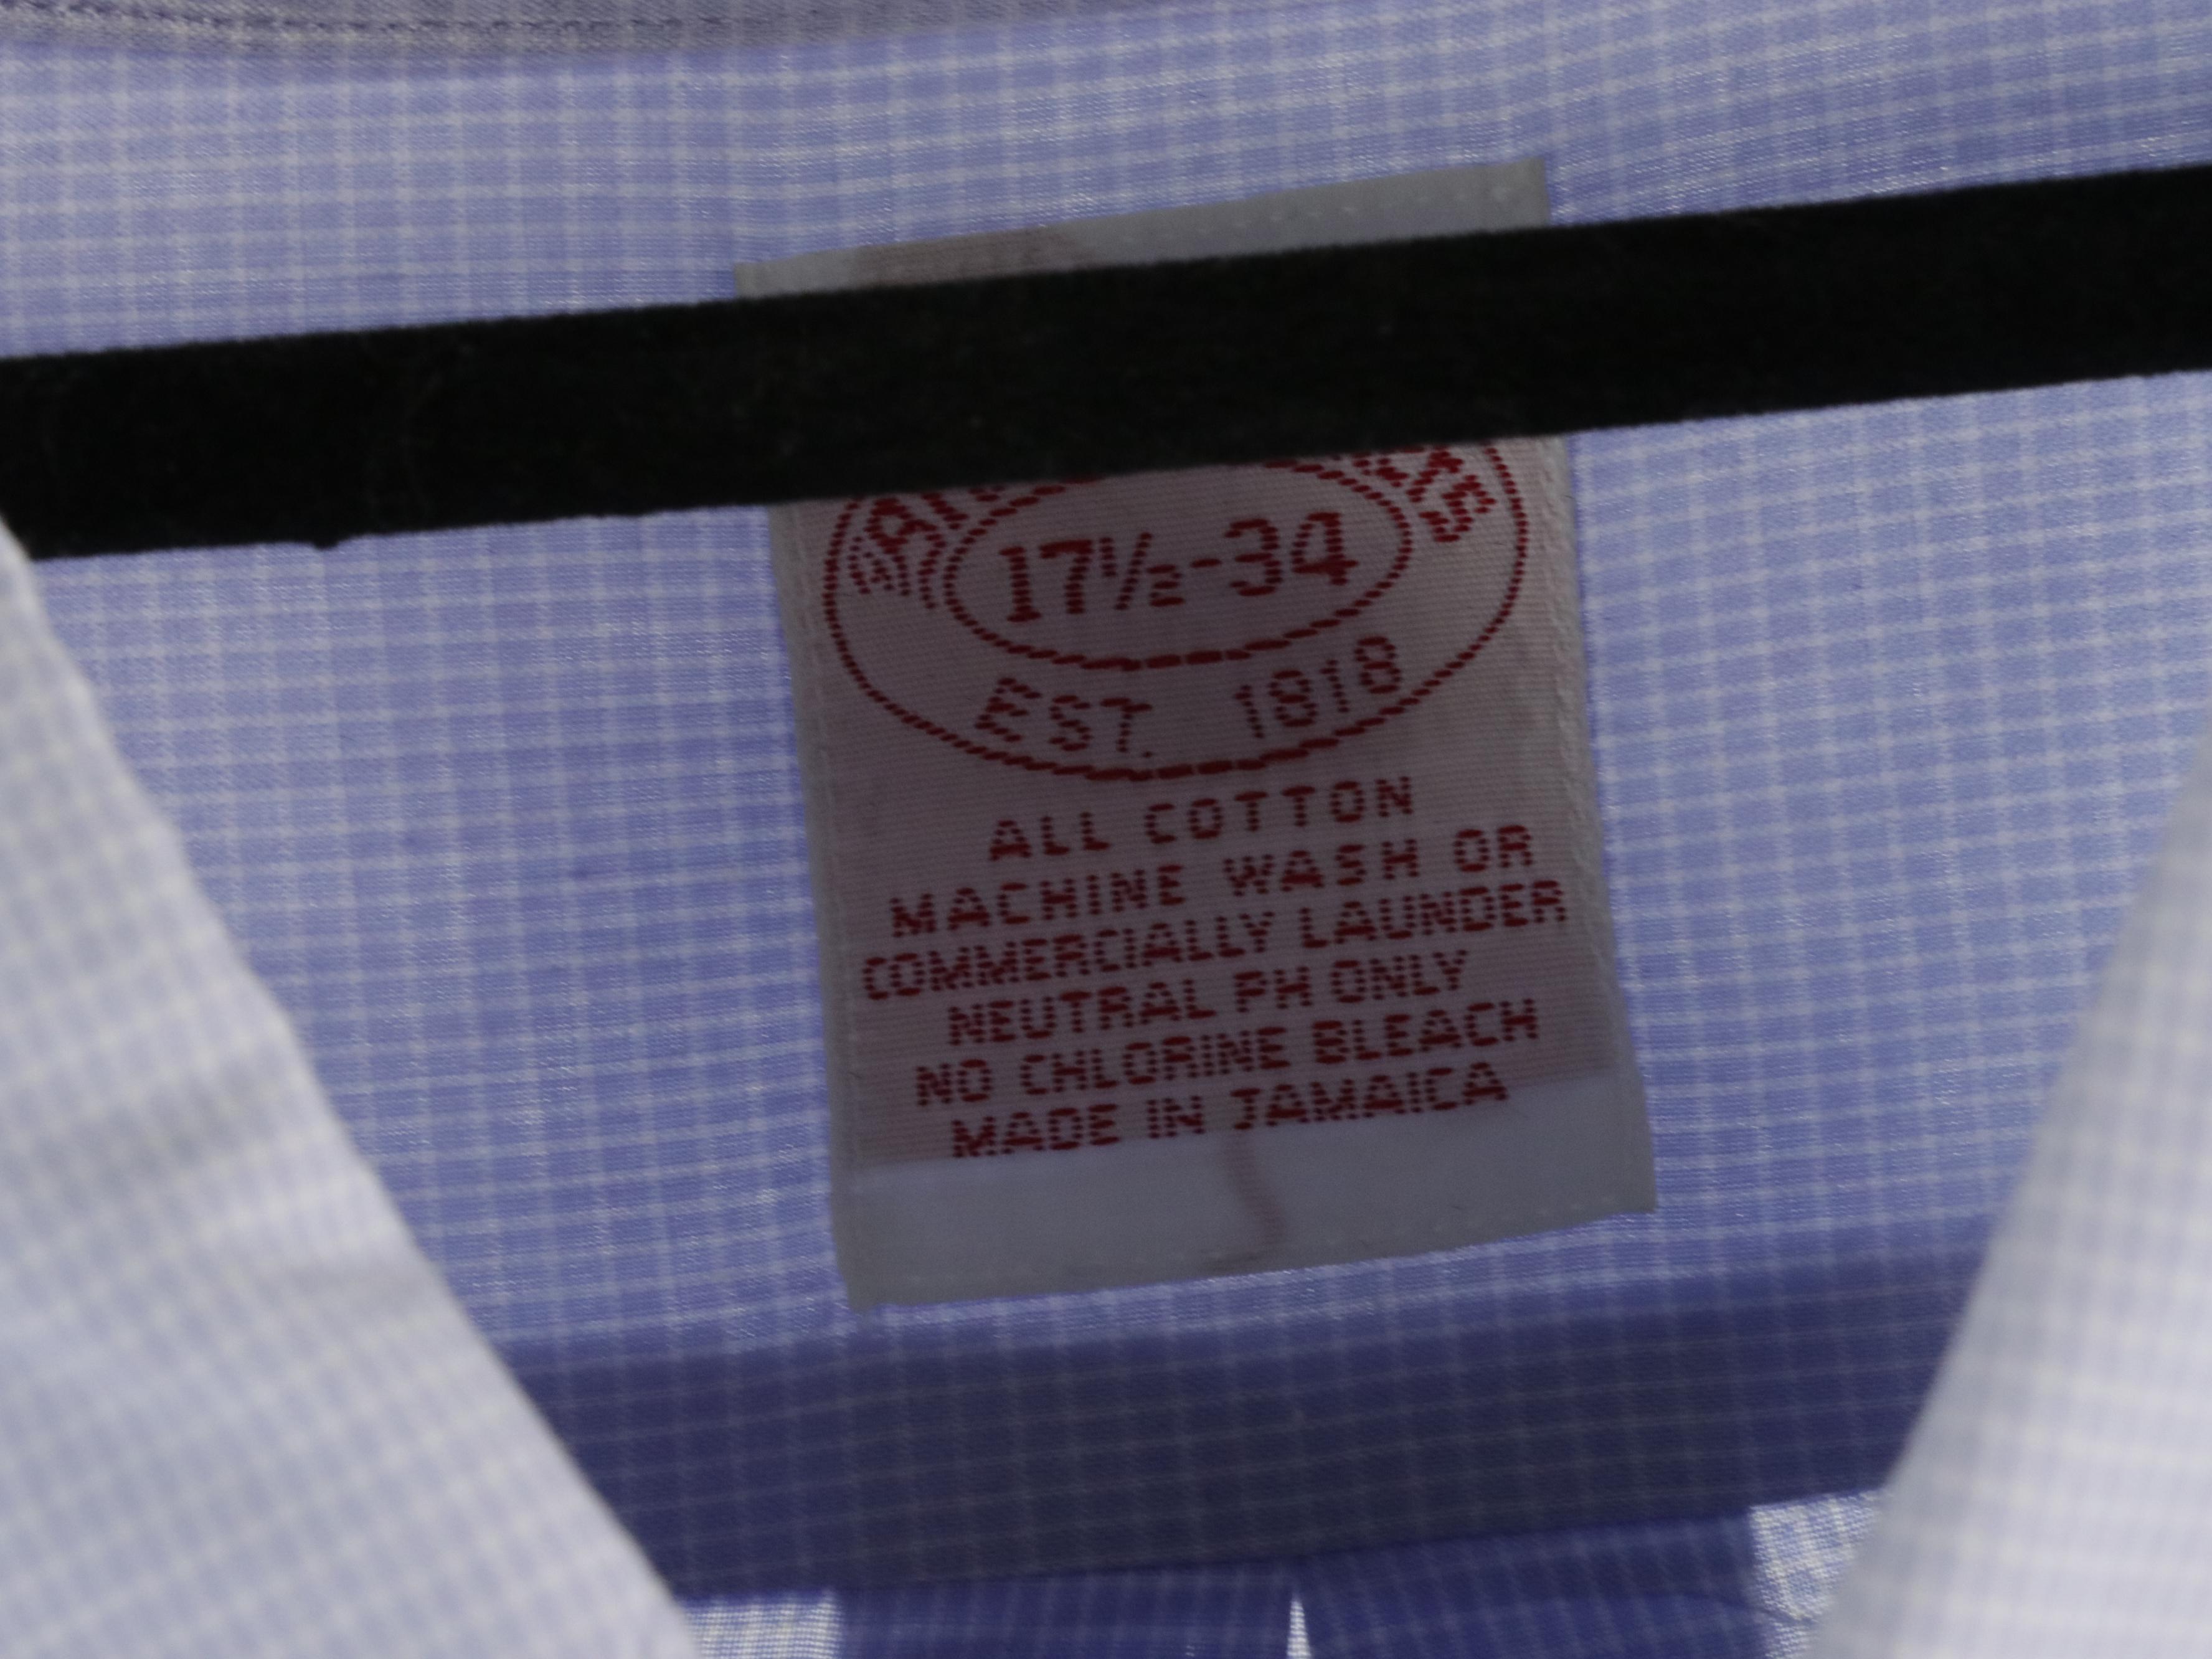 17½-34
EST. 1818
ALL COTTON
MACHINE WASH OR
COMMERCIALLY LAUNDER
NEUTRAL PH ONLY
NO CHLORINE BLEACH
MADE IN JAMAICA